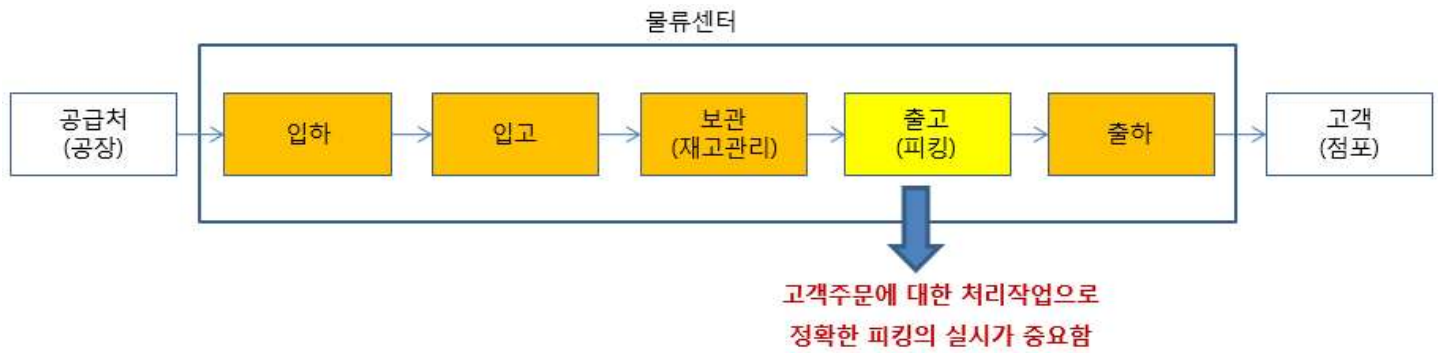 물류센터
공급처
(공장)
입하
입고
보관
(재고관리)
출고
(피킹)
출하
고객
(점포)
고객주문에 대한 처리작업으로
정확한 피킹의 실시가 중요함